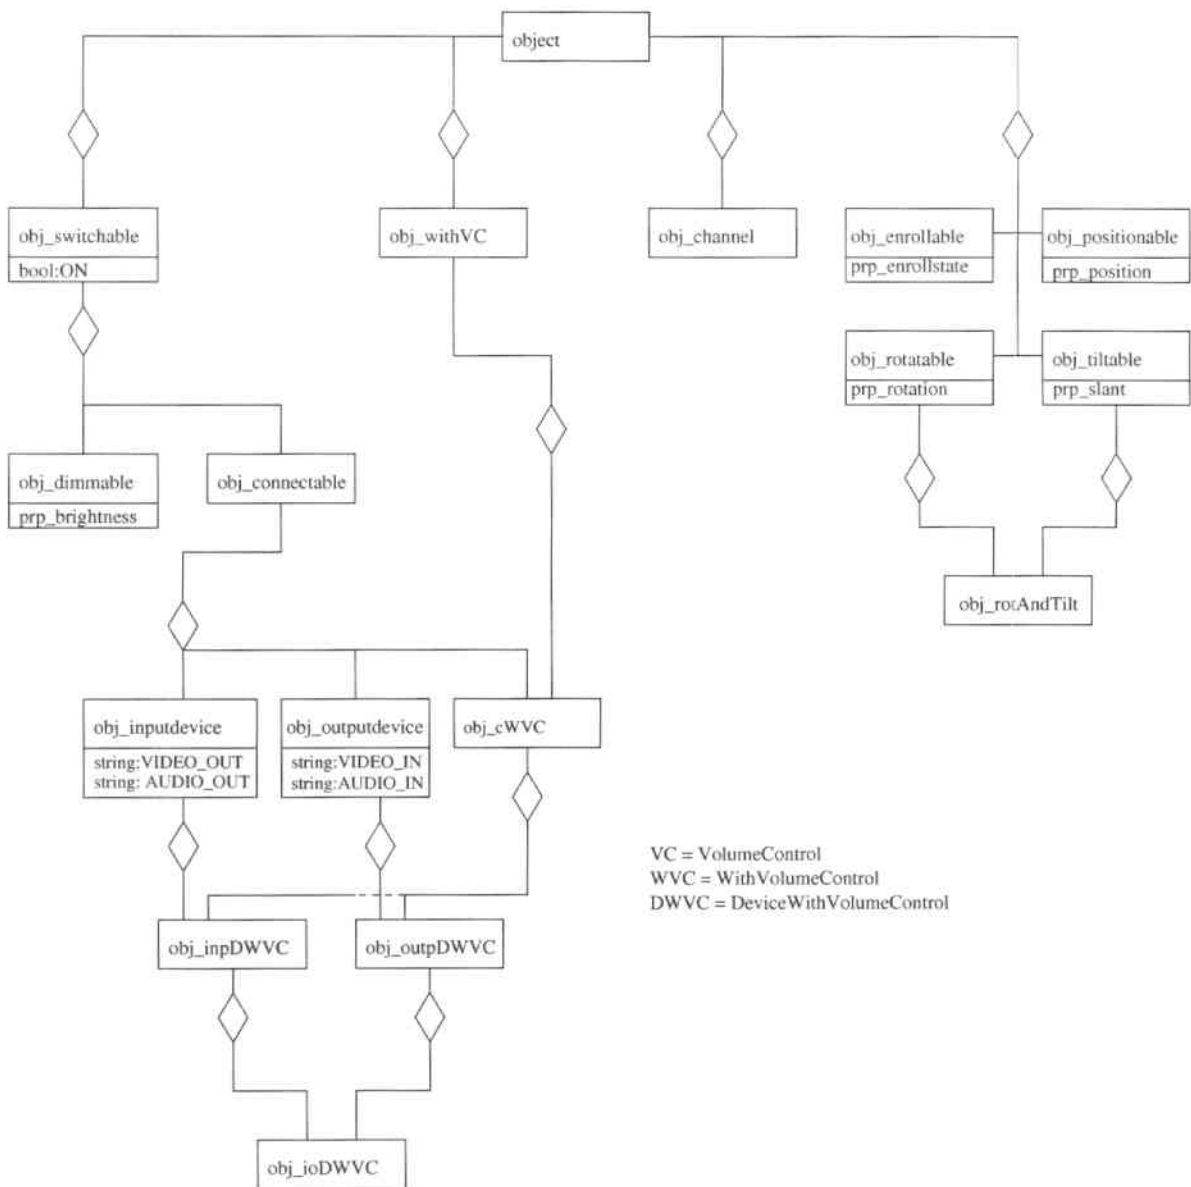 object
obj_switchable
bool:ON
obj_withVC
obj_channel
obj_enrollable
prp_enrollstate
obj_positionable
prp_position
obj_rotatable
prp_rotation
obj_tiltable
prp_slant
obj_dimmable
prp_brightness
obj_connectable
obj_rotAndTilt
obj_inputdevice
string:VIDEO_OUT
string: AUDIO_OUT
obj_outputdevice
string:VIDEO_IN
string:AUDIO_IN
obj_cWVC
VC = VolumeControl
WVC = WithVolumeControl
DWVC = DeviceWithVolumeControl
obj_inpDWVC
obj_outpDWVC
obj_ioDWVC